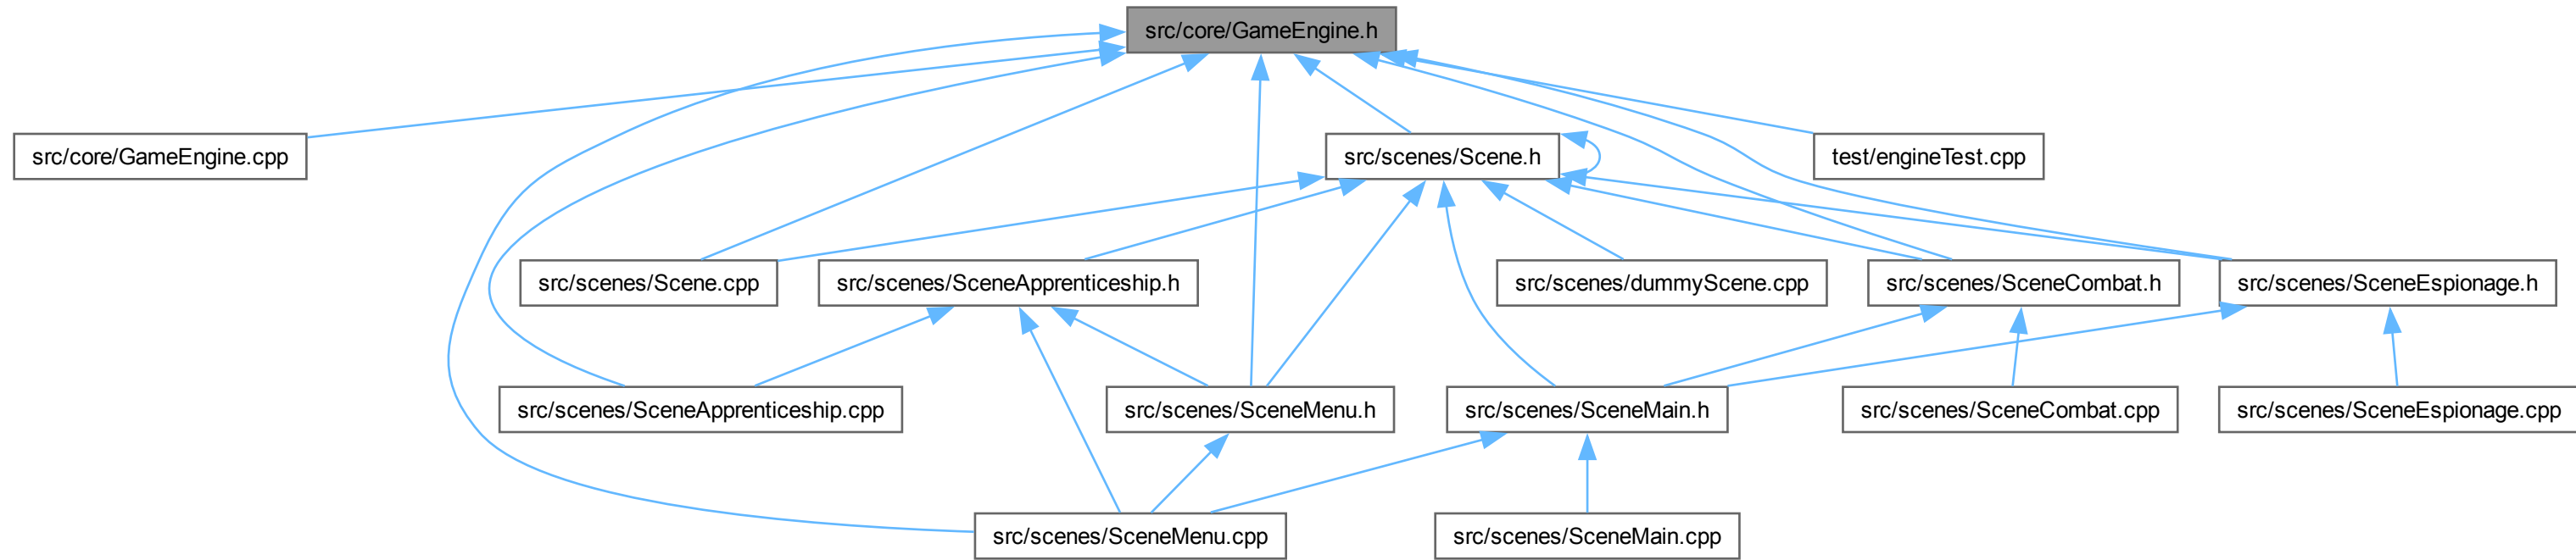 src/core/GameEngine.h
src/core/GameEngine.cpp
src/scenes/Scene.h
test/engineTest.cpp
src/scenes/Scene.cpp
src/scenes/SceneApprenticeship.h
src/scenes/dummyScene.cpp
src/scenes/SceneCombat.h
src/scenes/SceneEspionage.h
src/scenes/SceneApprenticeship.cpp
src/scenes/SceneMenu.h
src/scenes/SceneMain.h
src/scenes/SceneCombat.cpp
src/scenes/SceneEspionage.cpp
src/scenes/SceneMenu.cpp
src/scenes/SceneMain.cpp